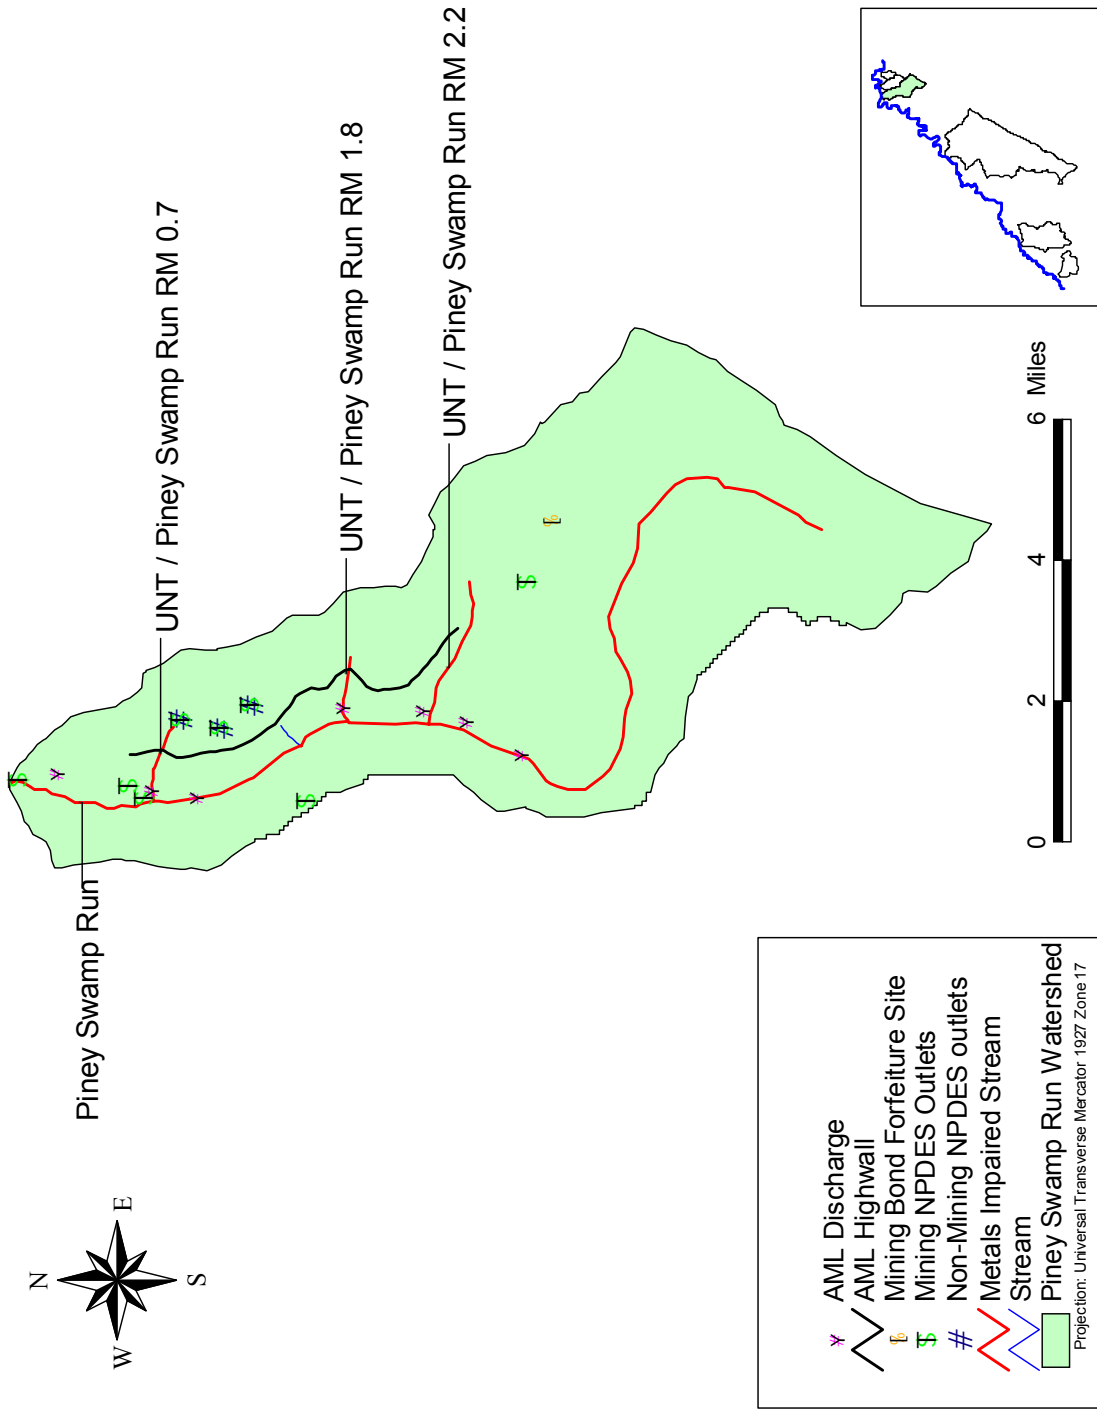 UNT / Piney Swamp Run RM 0.7
UNT / Piney Swamp Run RM 1.8
UNT / Piney Swamp Run RM 2.2
Piney Swamp Run
N
W E
S
0 2 4 6 Miles
AML Discharge
AML Highwall
Mining Bond Forfeiture Site
Mining NPDES Outlets
Non-Mining NPDES outlets
Metals Impaired Stream
Stream
Piney Swamp Run Watershed
Projection: Universal Transverse Mercator 1927 Zone 17